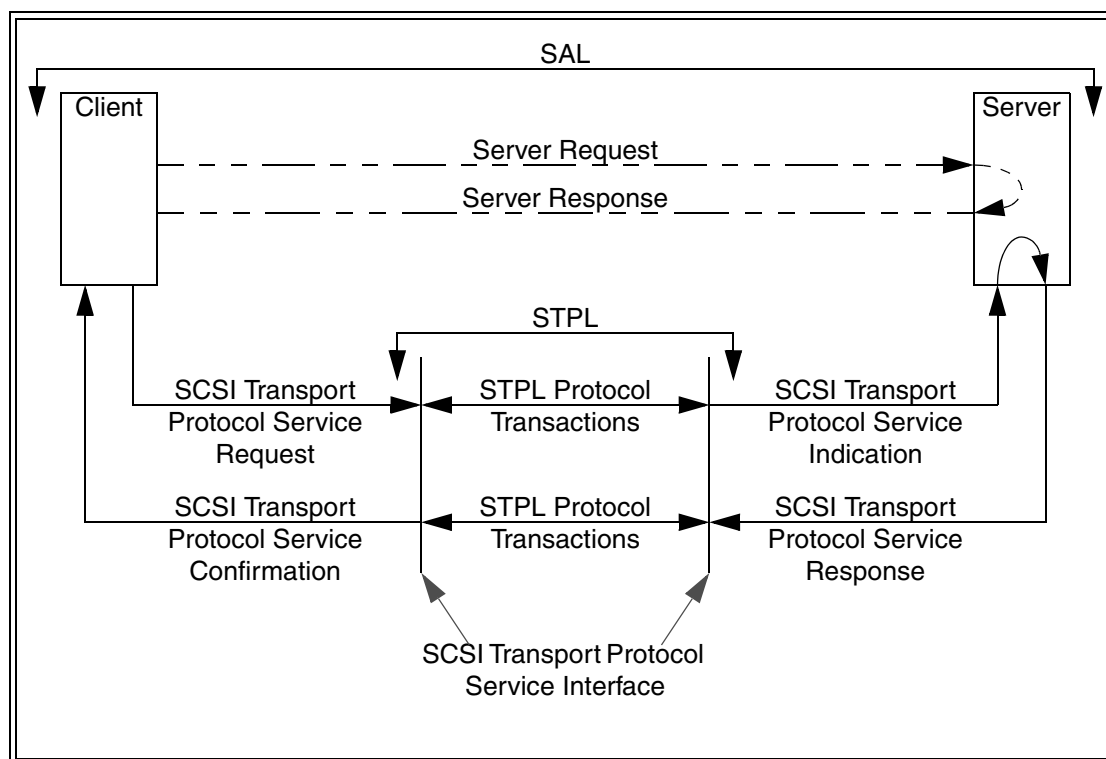 SAL
Client
Server
Server Request
Server Response
STPL
SCSI Transport
Protocol Service
Request
STPL Protocol
Transactions
SCSI Transport
Protocol Service
Indication
SCSI Transport
Protocol Service
Confirmation
STPL Protocol
Transactions
SCSI Transport
Protocol Service
Response
SCSI Transport Protocol
Service Interface